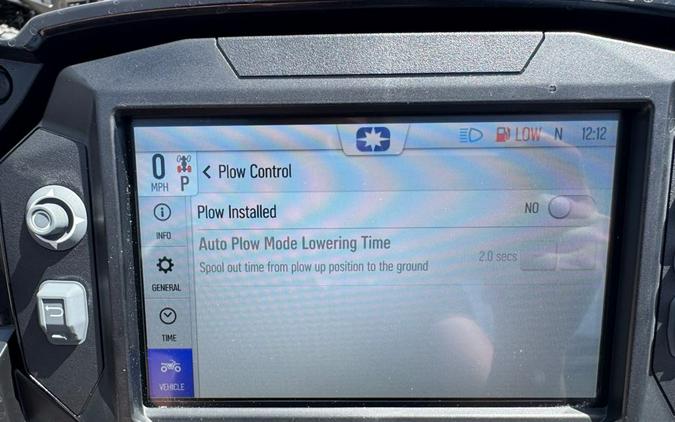 LOW N 12:12
0
MPH P
Plow Control
Plow Installed NO
INFO
Auto Plow Mode Lowering Time
Spool out time from plow up position to the ground
2.0 secs
GENERAL
TIME
VEHICLE